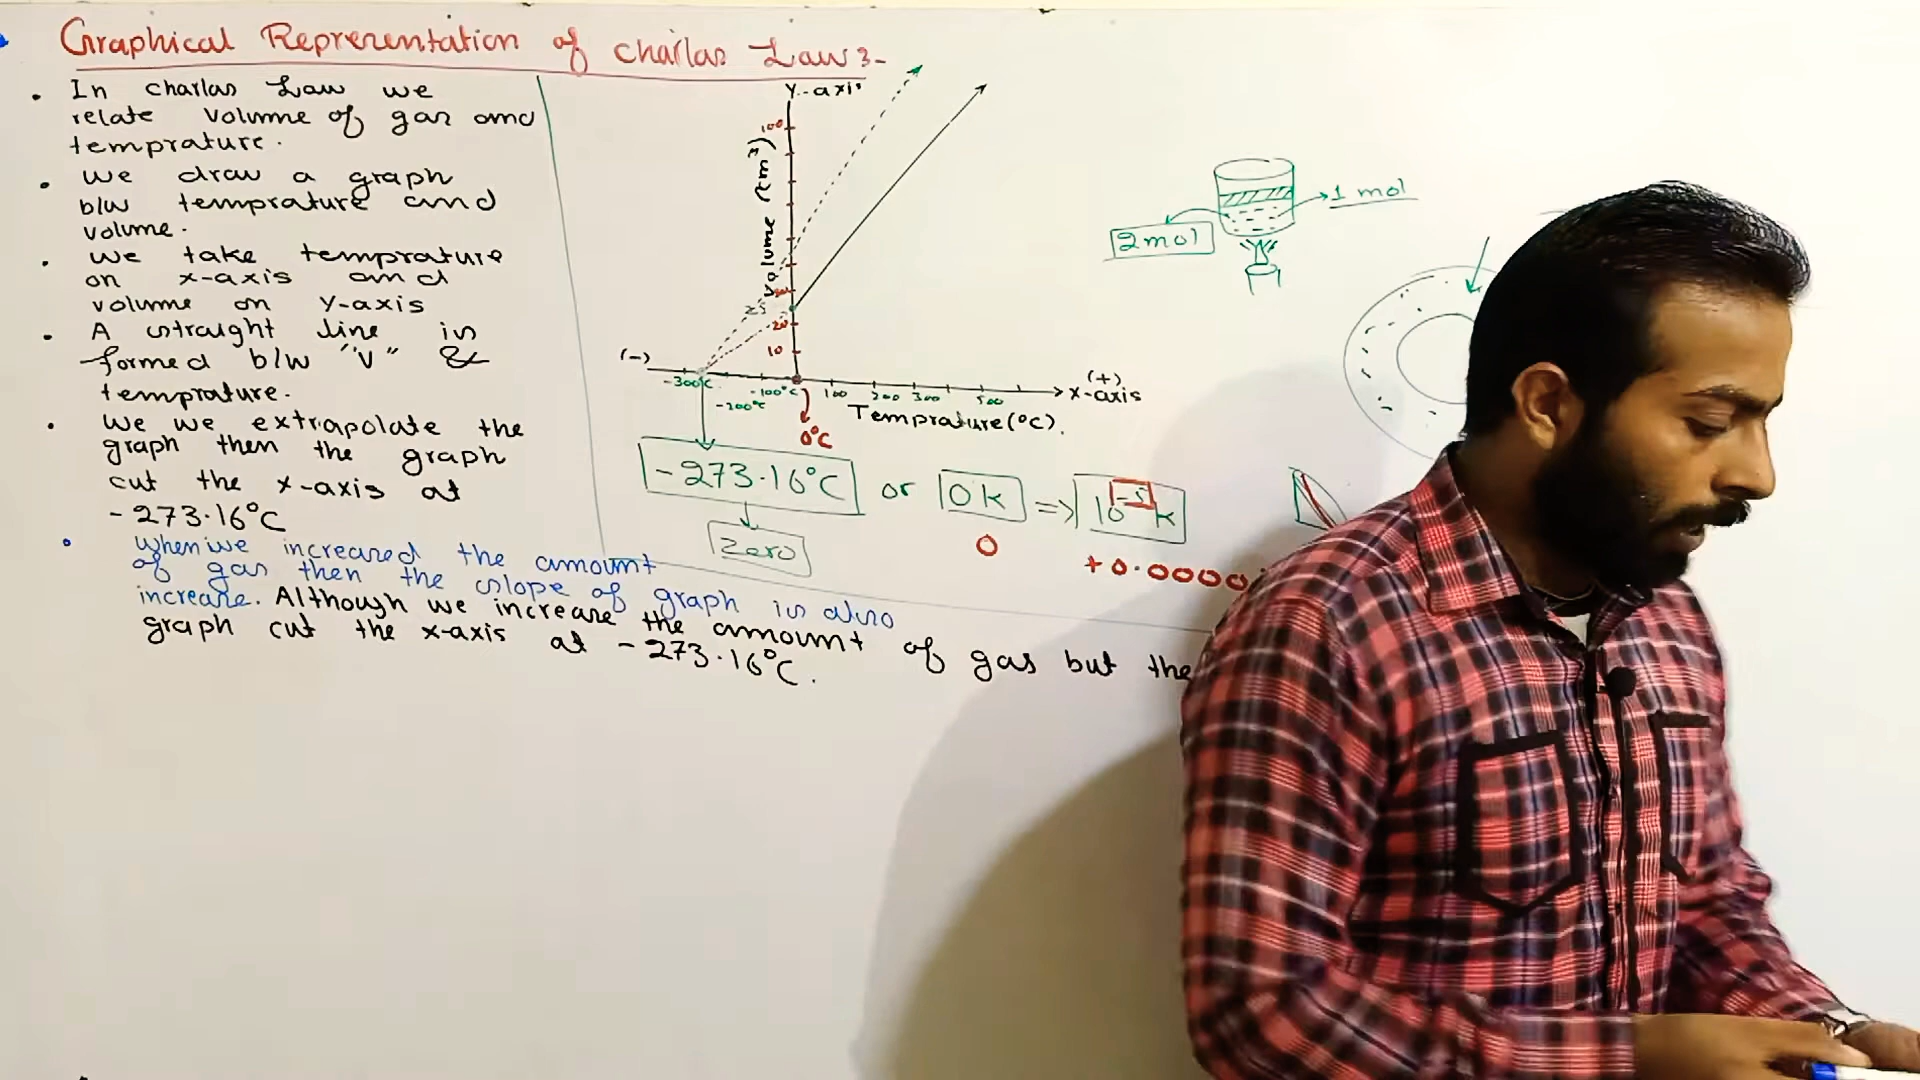 Graphical Reprerentation of charlas Law :-
• In charlas Law we
relate volume of gas and
temprature.
• we draw a graph
b/w temprature and
volume.
• we take temprature
on x-axis and
volume on Y-axis
• A straight line is
formed b/w "V" &
temprature.
• We we extrapolate the
graph then the graph
cut the x-axis at
-273.16°C
• When we increased the amount
of gas then the slope of graph is also
increase. Although we increase the amount of gas but the
graph cut the x-axis at -273.16°C.
Y-axis
100
Volume (cm³)
30
25
20
10
(-)
-300°C
-200°C
-100°C
0°C
100 200 300 500
(+)
x-axis
Temprature (°C).
-273.16°C or 0K => 10⁻⁵K
Zero
0
+0.0000
1 mol
2mol